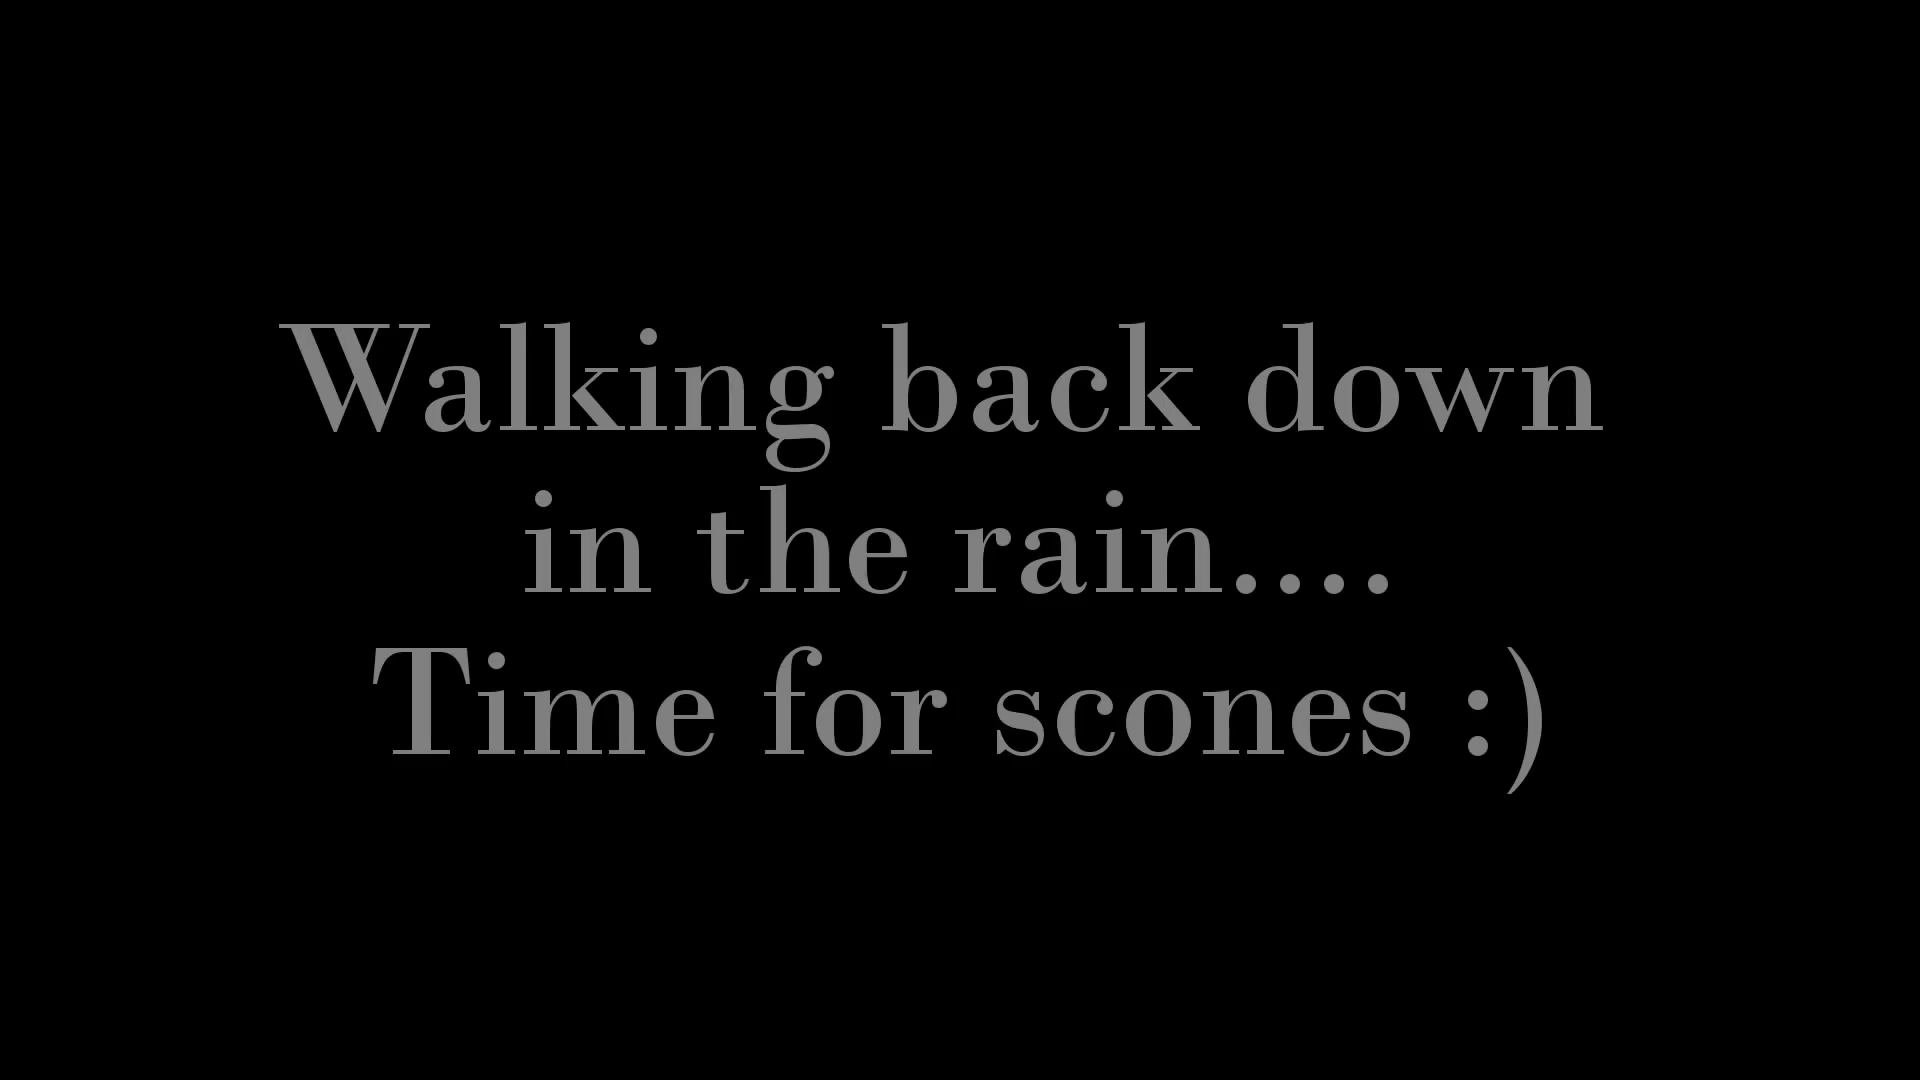 Walking back down
in the rain....
Time for scones :)